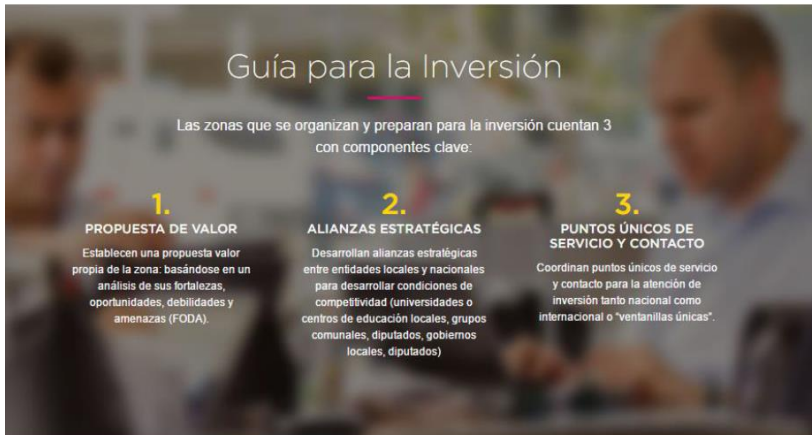 Guía para la Inversión
Las zonas que se organizan y preparan para la inversión cuentan 3
con componentes clave:
1.
PROPUESTA DE VALOR
Establecen una propuesta valor
propia de la zona: basándose en un
análisis de sus fortalezas,
oportunidades, debilidades y
amenazas (FODA).
2.
ALIANZAS ESTRATÉGICAS
Desarrollan alianzas estratégicas
entre entidades locales y nacionales
para desarrollar condiciones de
competitividad (universidades o
centros de educación locales, grupos
comunales, diputados, gobiernos
locales, diputados)
3.
PUNTOS ÚNICOS DE
SERVICIO Y CONTACTO
Coordinan puntos únicos de servicio
y contacto para la atención de
inversión tanto nacional como
internacional o "ventanillas únicas".